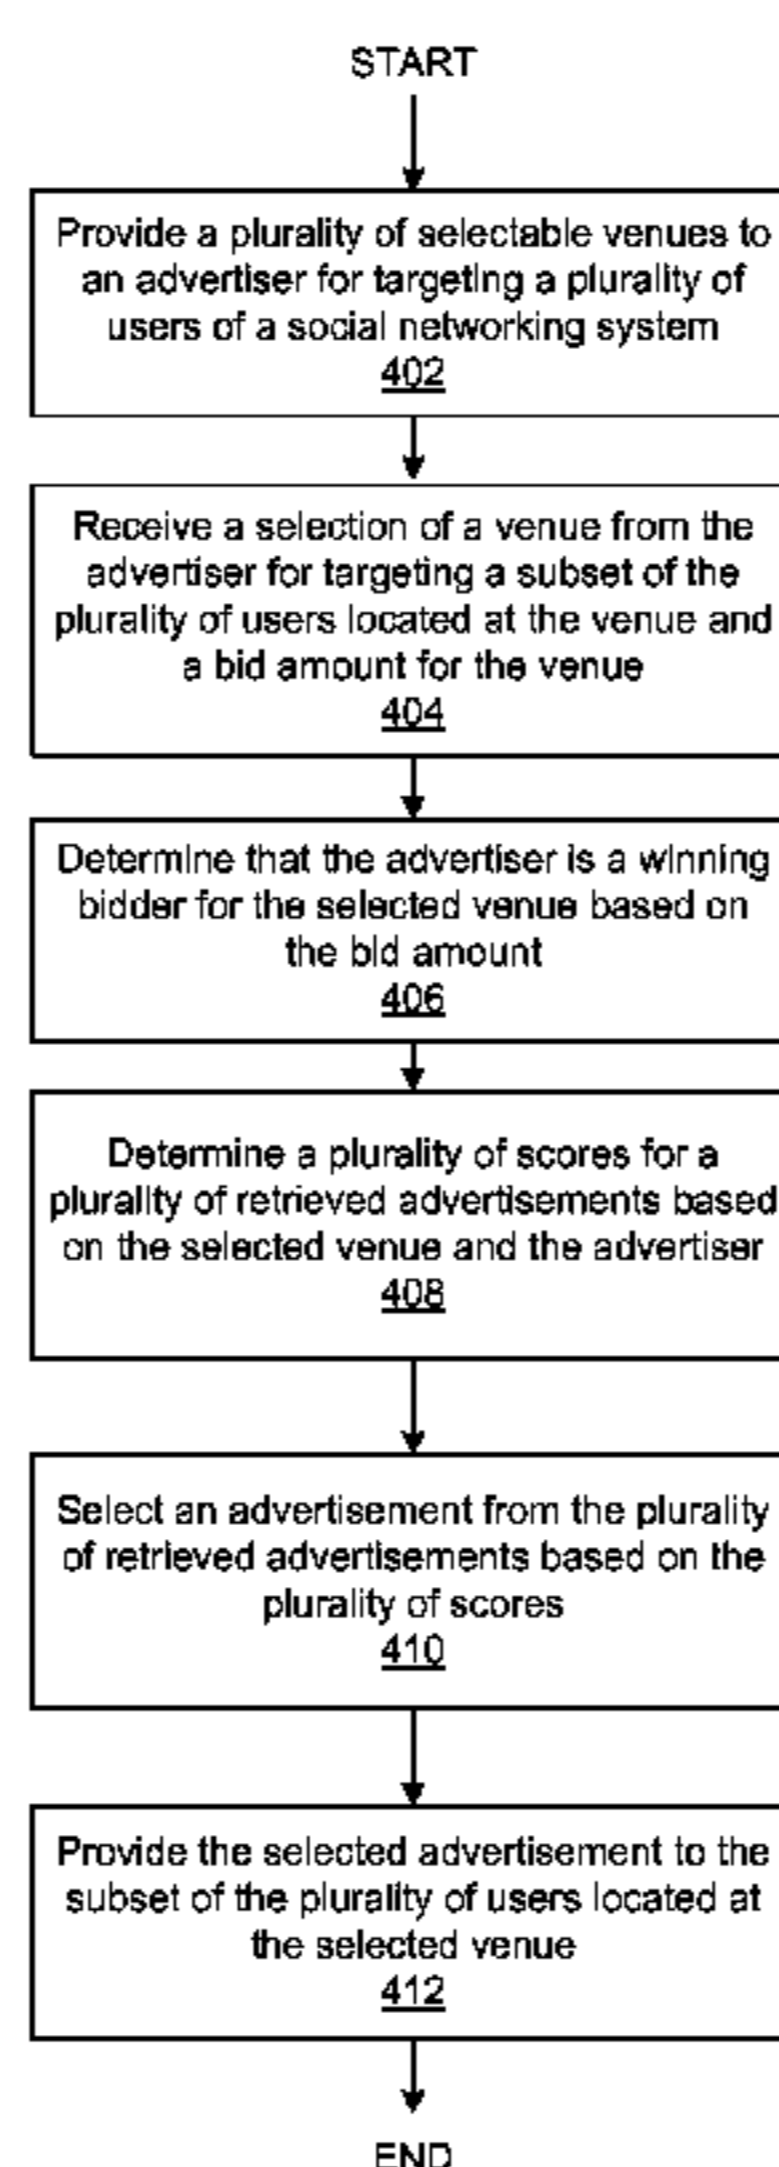 START
Provide a plurality of selectable venues to
an advertiser for targeting a plurality of
users of a social networking system
402
Receive a selection of a venue from the
advertiser for targeting a subset of the
plurality of users located at the venue and
a bid amount for the venue
404
Determine that the advertiser is a winning
bidder for the selected venue based on
the bid amount
406
Determine a plurality of scores for a
plurality of retrieved advertisements based
on the selected venue and the advertiser
408
Select an advertisement from the plurality
of retrieved advertisements based on the
plurality of scores
410
Provide the selected advertisement to the
subset of the plurality of users located at
the selected venue
412
END